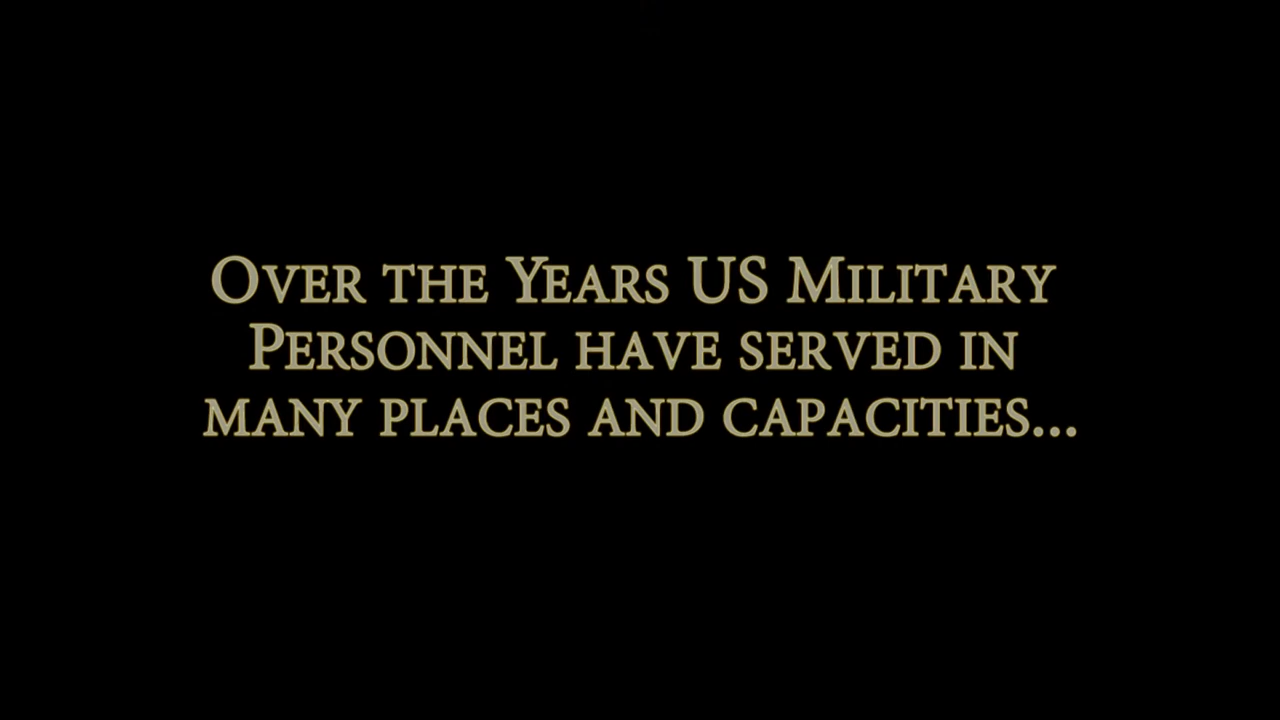 Over the Years US Military
Personnel have served in
many places and capacities...